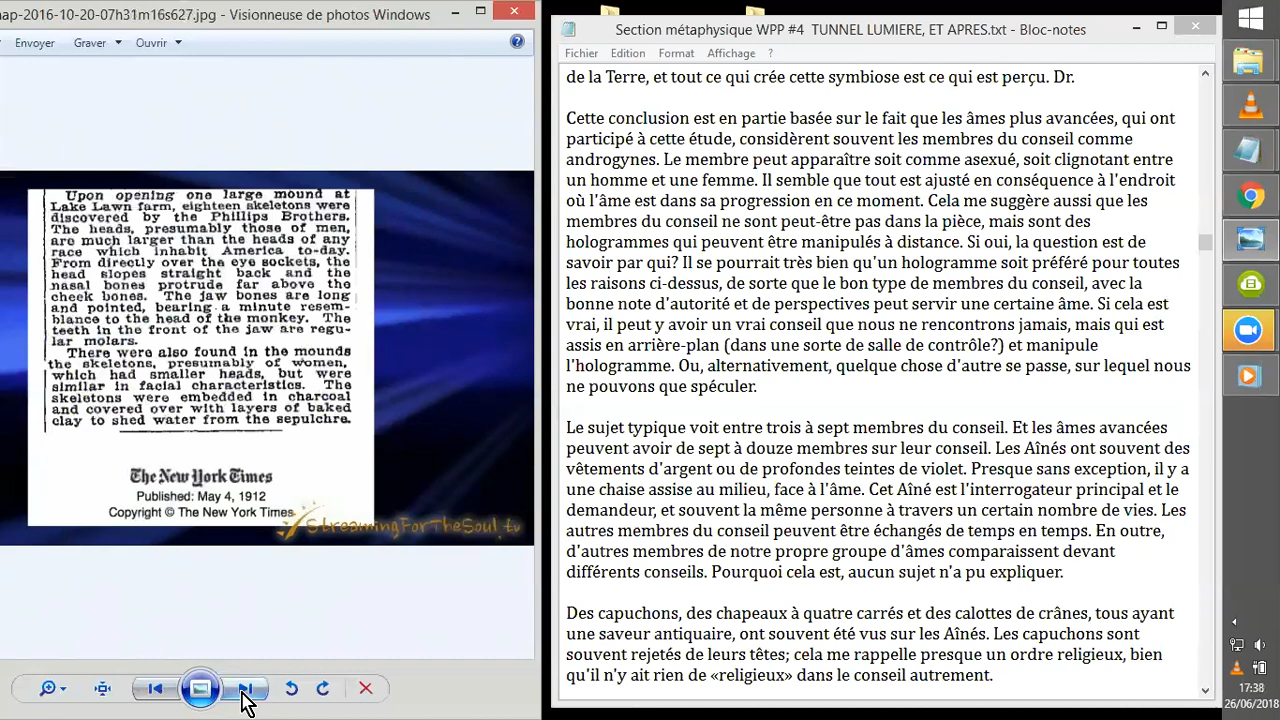 nap-2016-10-20-07h31m16s627.jpg - Visionneuse de photos Windows
Envoyer Graver Ouvrir
Upon opening one large mound at
Lake Lawn farm, eighteen skeletons were
discovered by the Phillips Brothers.
The heads, presumably those of men,
are much larger than the heads of any
race which inhabit America to-day.
From directly over the eye sockets, the
head slopes straight back and the
nasal bones protrude far above the
cheek bones. The jaw bones are long
and pointed, bearing a minute resem-
blance to the head of the monkey. The
teeth in the front of the jaw are regu-
lar molars.
There were also found in the mounds
the skeletons, presumably of women,
which had smaller heads, but were
similar in facial characteristics. The
skeletons were embedded in charcoal
and covered over with layers of baked
clay to shed water from the sepulchre.
The New York Times
Published: May 4, 1912
Copyright © The New York Times
StreamingForTheSoul.tv
Section métaphysique WPP #4 TUNNEL LUMIERE, ET APRES.txt - Bloc-notes
Fichier Edition Format Affichage ?
de la Terre, et tout ce qui crée cette symbiose est ce qui est perçu. Dr.
Cette conclusion est en partie basée sur le fait que les âmes plus avancées, qui ont
participé à cette étude, considèrent souvent les membres du conseil comme
androgynes. Le membre peut apparaître soit comme asexué, soit clignotant entre
un homme et une femme. Il semble que tout est ajusté en conséquence à l'endroit
où l'âme est dans sa progression en ce moment. Cela me suggère aussi que les
membres du conseil ne sont peut-être pas dans la pièce, mais sont des
hologrammes qui peuvent être manipulés à distance. Si oui, la question est de
savoir par qui? Il se pourrait très bien qu'un hologramme soit préféré pour toutes
les raisons ci-dessus, de sorte que le bon type de membres du conseil, avec la
bonne note d'autorité et de perspectives peut servir une certaine âme. Si cela est
vrai, il peut y avoir un vrai conseil que nous ne rencontrons jamais, mais qui est
assis en arrière-plan (dans une sorte de salle de contrôle?) et manipule
l'hologramme. Ou, alternativement, quelque chose d'autre se passe, sur lequel nous
ne pouvons que spéculer.
Le sujet typique voit entre trois à sept membres du conseil. Et les âmes avancées
peuvent avoir de sept à douze membres sur leur conseil. Les Aînés ont souvent des
vêtements d'argent ou de profondes teintes de violet. Presque sans exception, il y a
une chaise assise au milieu, face à l'âme. Cet Aîné est l'interrogateur principal et le
demandeur, et souvent la même personne à travers un certain nombre de vies. Les
autres membres du conseil peuvent être échangés de temps en temps. En outre,
d'autres membres de notre propre groupe d'âmes comparaissent devant
différents conseils. Pourquoi cela est, aucun sujet n'a pu expliquer.
Des capuchons, des chapeaux à quatre carrés et des calottes de crânes, tous ayant
une saveur antiquaire, ont souvent été vus sur les Aînés. Les capuchons sont
souvent rejetés de leurs têtes; cela me rappelle presque un ordre religieux, bien
qu'il n'y ait rien de «religieux» dans le conseil autrement.
17:38
26/06/2018